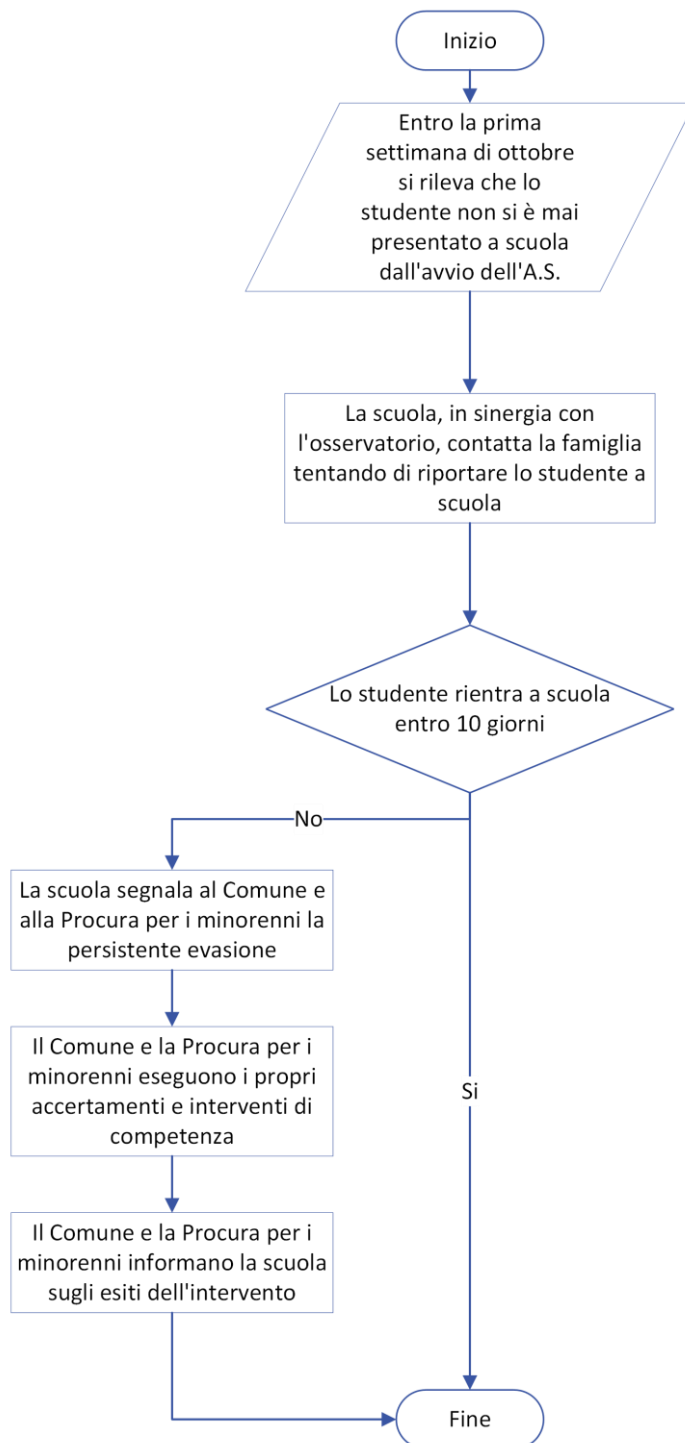 Inizio
Entro la prima
settimana di ottobre
si rileva che lo
studente non si è mai
presentato a scuola
dall'avvio dell'A.S.
La scuola, in sinergia con
l'osservatorio, contatta la famiglia
tentando di riportare lo studente a
scuola
Lo studente rientra a scuola
entro 10 giorni
No
La scuola segnala al Comune e
alla Procura per i minorenni la
persistente evasione
Il Comune e la Procura per i
minorenni eseguono i propri
accertamenti e interventi di
competenza
Si
Il Comune e la Procura per i
minorenni informano la scuola
sugli esiti dell'intervento
Fine